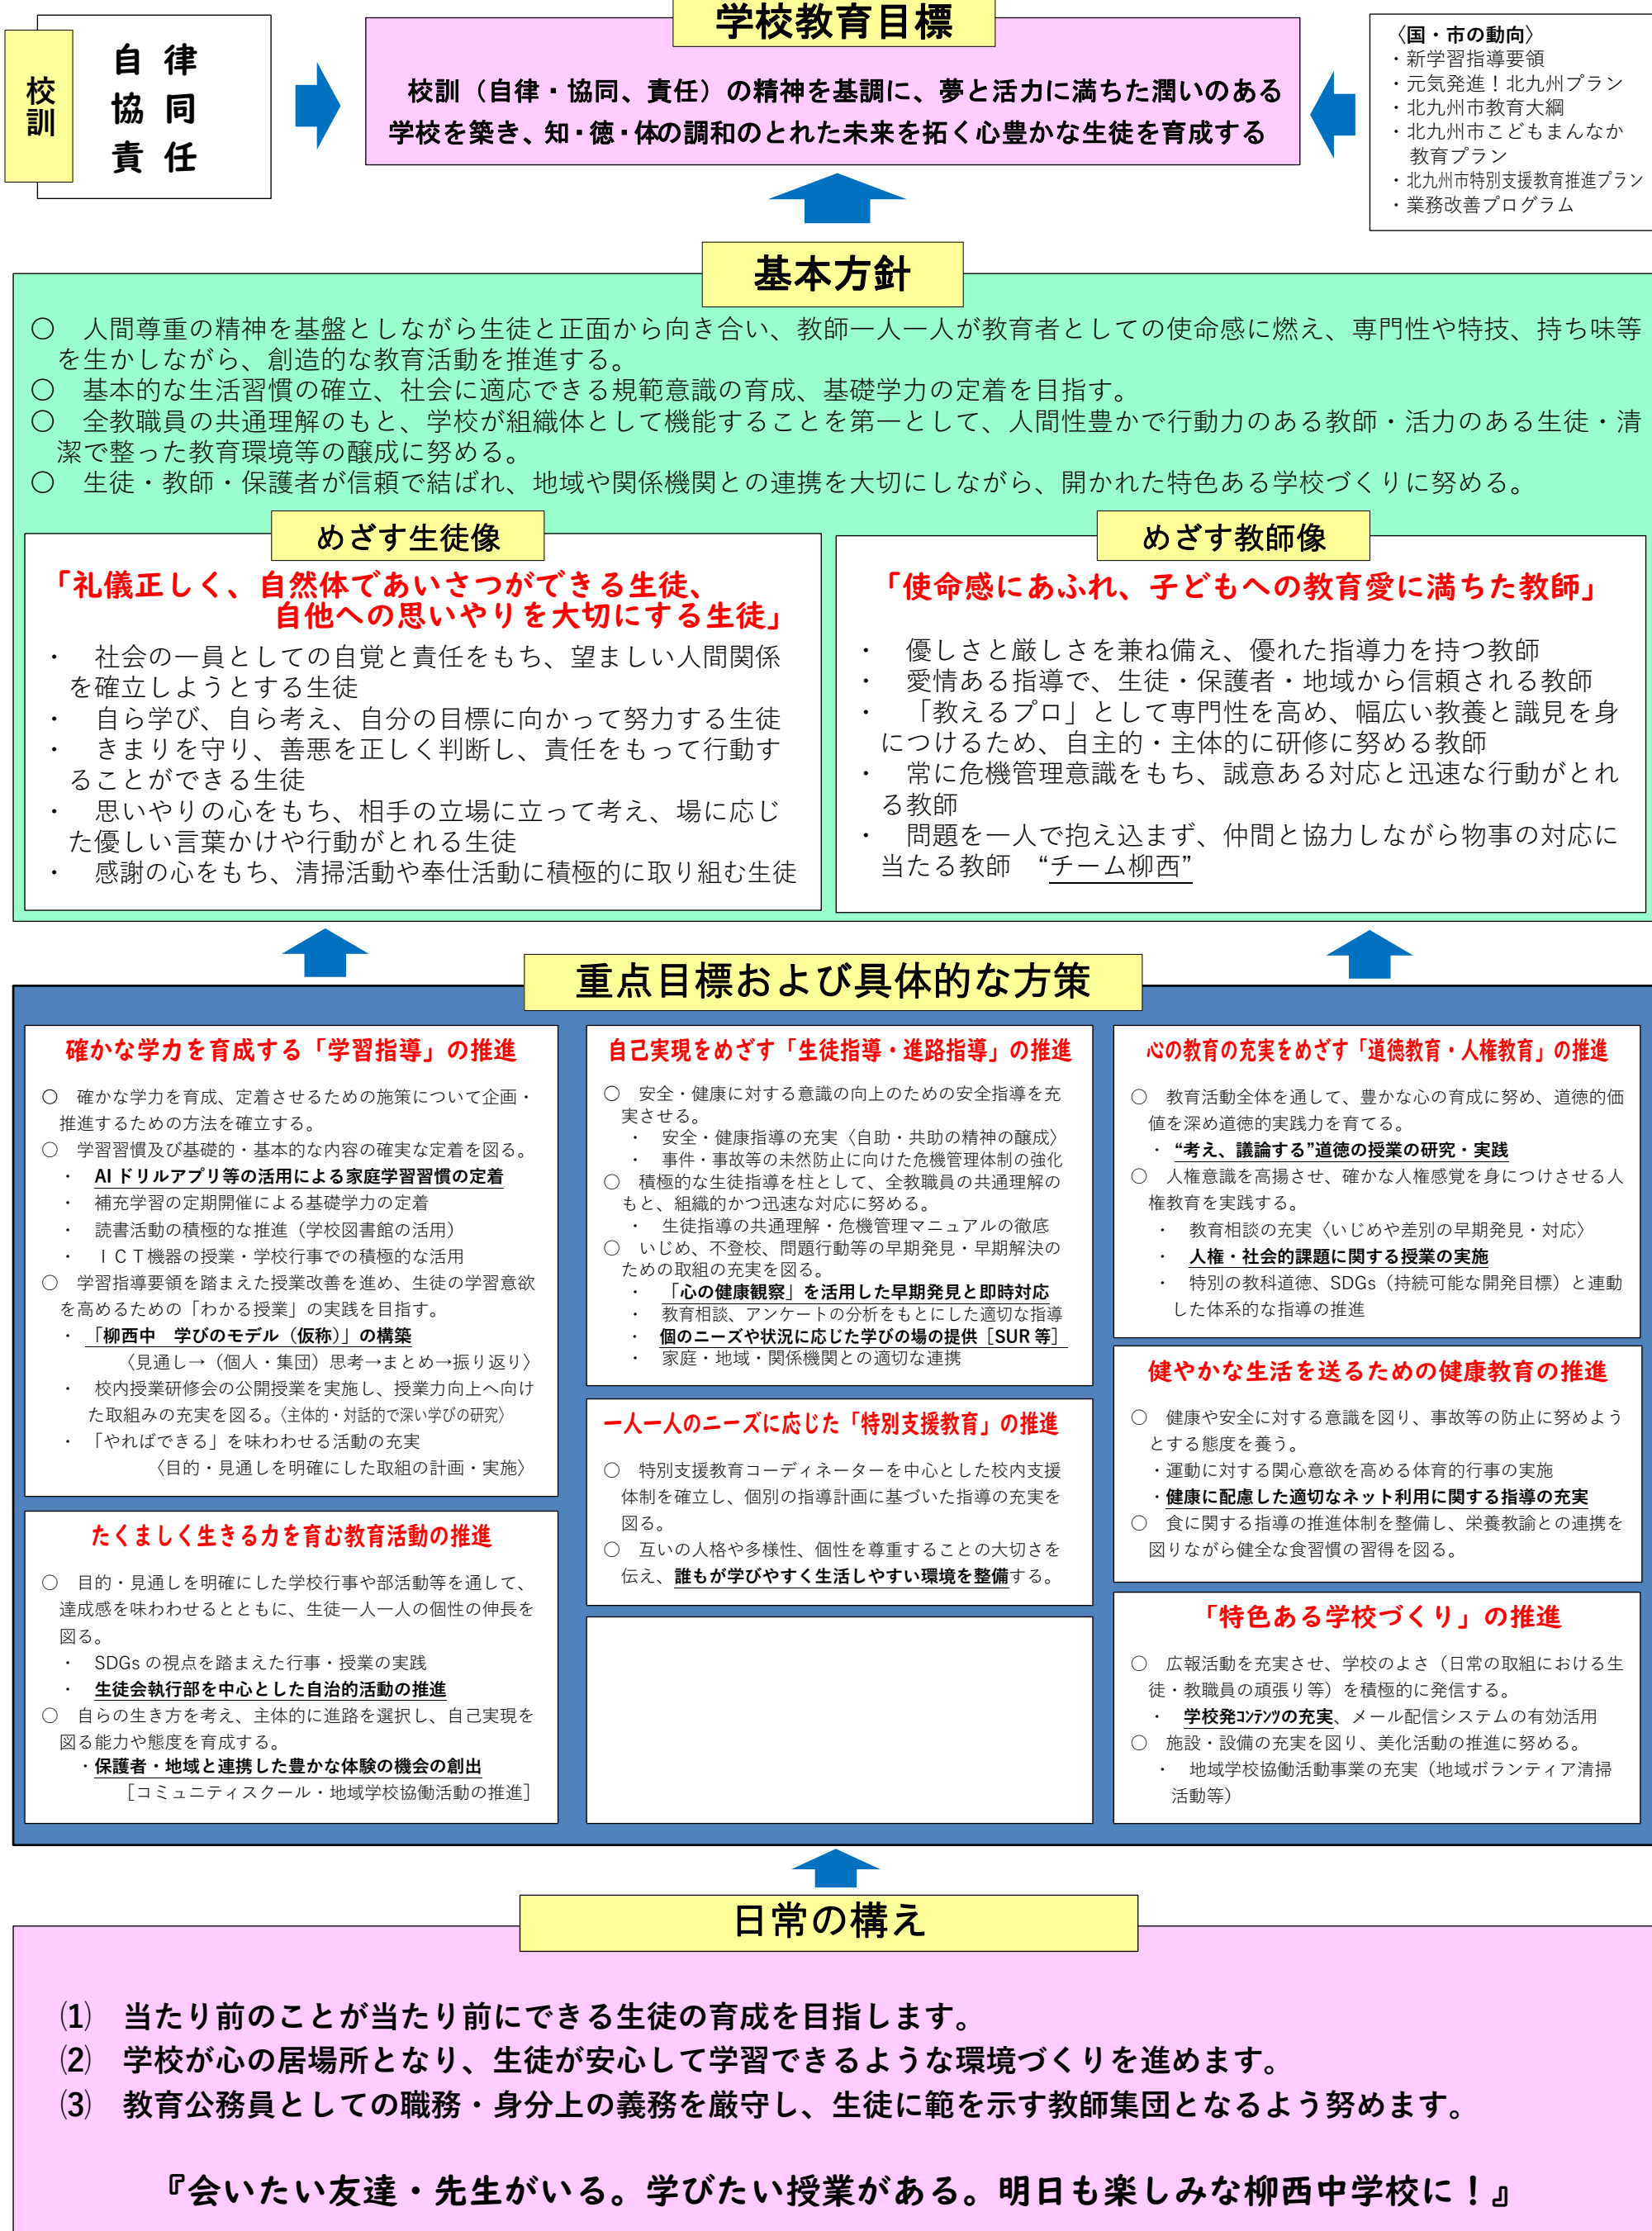 校訓
自律
協同
責任
学校教育目標
校訓（自律・協同、責任）の精神を基調に、夢と活力に満ちた潤いのある
学校を築き、知・徳・体の調和のとれた未来を拓く心豊かな生徒を育成する
〈国・市の動向〉
・新学習指導要領
・元気発進！北九州プラン
・北九州市教育大綱
・北九州市こどもまんなか
教育プラン
・北九州市特別支援教育推進プラン
・業務改善プログラム
基本方針
○　人間尊重の精神を基盤としながら生徒と正面から向き合い、教師一人一人が教育者としての使命感に燃え、専門性や特技、持ち味等
を生かしながら、創造的な教育活動を推進する。
○　基本的な生活習慣の確立、社会に適応できる規範意識の育成、基礎学力の定着を目指す。
○　全教職員の共通理解のもと、学校が組織体として機能することを第一として、人間性豊かで行動力のある教師・活力のある生徒・清
潔で整った教育環境等の醸成に努める。
○　生徒・教師・保護者が信頼で結ばれ、地域や関係機関との連携を大切にしながら、開かれた特色ある学校づくりに努める。
めざす生徒像
「礼儀正しく、自然体であいさつができる生徒、
自他への思いやりを大切にする生徒」
・　社会の一員としての自覚と責任をもち、望ましい人間関係
を確立しようとする生徒
・　自ら学び、自ら考え、自分の目標に向かって努力する生徒
・　きまりを守り、善悪を正しく判断し、責任をもって行動す
ることができる生徒
・　思いやりの心をもち、相手の立場に立って考え、場に応じ
た優しい言葉かけや行動がとれる生徒
・　感謝の心をもち、清掃活動や奉仕活動に積極的に取り組む生徒
めざす教師像
「使命感にあふれ、子どもへの教育愛に満ちた教師」
・　優しさと厳しさを兼ね備え、優れた指導力を持つ教師
・　愛情ある指導で、生徒・保護者・地域から信頼される教師
・　「教えるプロ」として専門性を高め、幅広い教養と識見を身
につけるため、自主的・主体的に研修に努める教師
・　常に危機管理意識をもち、誠意ある対応と迅速な行動がとれ
る教師
・　問題を一人で抱え込まず、仲間と協力しながら物事の対応に
当たる教師　“チーム柳西”
重点目標および具体的な方策
確かな学力を育成する「学習指導」の推進
○　確かな学力を育成、定着させるための施策について企画・
推進するための方法を確立する。
○　学習習慣及び基礎的・基本的な内容の確実な定着を図る。
・　AIドリルアプリ等の活用による家庭学習習慣の定着
・　補充学習の定期開催による基礎学力の定着
・　読書活動の積極的な推進（学校図書館の活用）
・　ＩＣＴ機器の授業・学校行事での積極的な活用
○　学習指導要領を踏まえた授業改善を進め、生徒の学習意欲
を高めるための「わかる授業」の実践を目指す。
・　「柳西中　学びのモデル（仮称）」の構築
〈見通し→（個人・集団）思考→まとめ→振り返り〉
・　校内授業研修会の公開授業を実施し、授業力向上へ向け
た取組みの充実を図る。〈主体的・対話的で深い学びの研究〉
・　「やればできる」を味わわせる活動の充実
〈目的・見通しを明確にした取組の計画・実施〉
たくましく生きる力を育む教育活動の推進
○　目的・見通しを明確にした学校行事や部活動等を通して、
達成感を味わわせるとともに、生徒一人一人の個性の伸長を
図る。
・　SDGsの視点を踏まえた行事・授業の実践
・　生徒会執行部を中心とした自治的活動の推進
○　自らの生き方を考え、主体的に進路を選択し、自己実現を
図る能力や態度を育成する。
・保護者・地域と連携した豊かな体験の機会の創出
［コミュニティスクール・地域学校協働活動の推進］
自己実現をめざす「生徒指導・進路指導」の推進
○　安全・健康に対する意識の向上のための安全指導を充
実させる。
・　安全・健康指導の充実〈自助・共助の精神の醸成〉
・　事件・事故等の未然防止に向けた危機管理体制の強化
○　積極的な生徒指導を柱として、全教職員の共通理解の
もと、組織的かつ迅速な対応に努める。
・　生徒指導の共通理解・危機管理マニュアルの徹底
○　いじめ、不登校、問題行動等の早期発見・早期解決の
ための取組の充実を図る。
・　「心の健康観察」を活用した早期発見と即時対応
・　教育相談、アンケートの分析をもとにした適切な指導
・　個のニーズや状況に応じた学びの場の提供［SUR等］
・　家庭・地域・関係機関との適切な連携
一人一人のニーズに応じた「特別支援教育」の推進
○　特別支援教育コーディネーターを中心とした校内支援
体制を確立し、個別の指導計画に基づいた指導の充実を
図る。
○　互いの人格や多様性、個性を尊重することの大切さを
伝え、誰もが学びやすく生活しやすい環境を整備する。
心の教育の充実をめざす「道徳教育・人権教育」の推進
○　教育活動全体を通して、豊かな心の育成に努め、道徳的価
値を深め道徳的実践力を育てる。
・“考え、議論する”道徳の授業の研究・実践
○　人権意識を高揚させ、確かな人権感覚を身につけさせる人
権教育を実践する。
・　教育相談の充実〈いじめや差別の早期発見・対応〉
・　人権・社会的課題に関する授業の実施
・　特別の教科道徳、SDGs（持続可能な開発目標）と連動
した体系的な指導の推進
健やかな生活を送るための健康教育の推進
○　健康や安全に対する意識を図り、事故等の防止に努めよう
とする態度を養う。
・運動に対する関心意欲を高める体育的行事の実施
・健康に配慮した適切なネット利用に関する指導の充実
○　食に関する指導の推進体制を整備し、栄養教諭との連携を
図りながら健全な食習慣の習得を図る。
「特色ある学校づくり」の推進
○　広報活動を充実させ、学校のよさ（日常の取組における生
徒・教職員の頑張り等）を積極的に発信する。
・　学校発ｺﾝﾃﾝﾂの充実、メール配信システムの有効活用
○　施設・設備の充実を図り、美化活動の推進に努める。
・　地域学校協働活動事業の充実（地域ボランティア清掃
活動等）
日常の構え
⑴　当たり前のことが当たり前にできる生徒の育成を目指します。
⑵　学校が心の居場所となり、生徒が安心して学習できるような環境づくりを進めます。
⑶　教育公務員としての職務・身分上の義務を厳守し、生徒に範を示す教師集団となるよう努めます。
『会いたい友達・先生がいる。学びたい授業がある。明日も楽しみな柳西中学校に！』